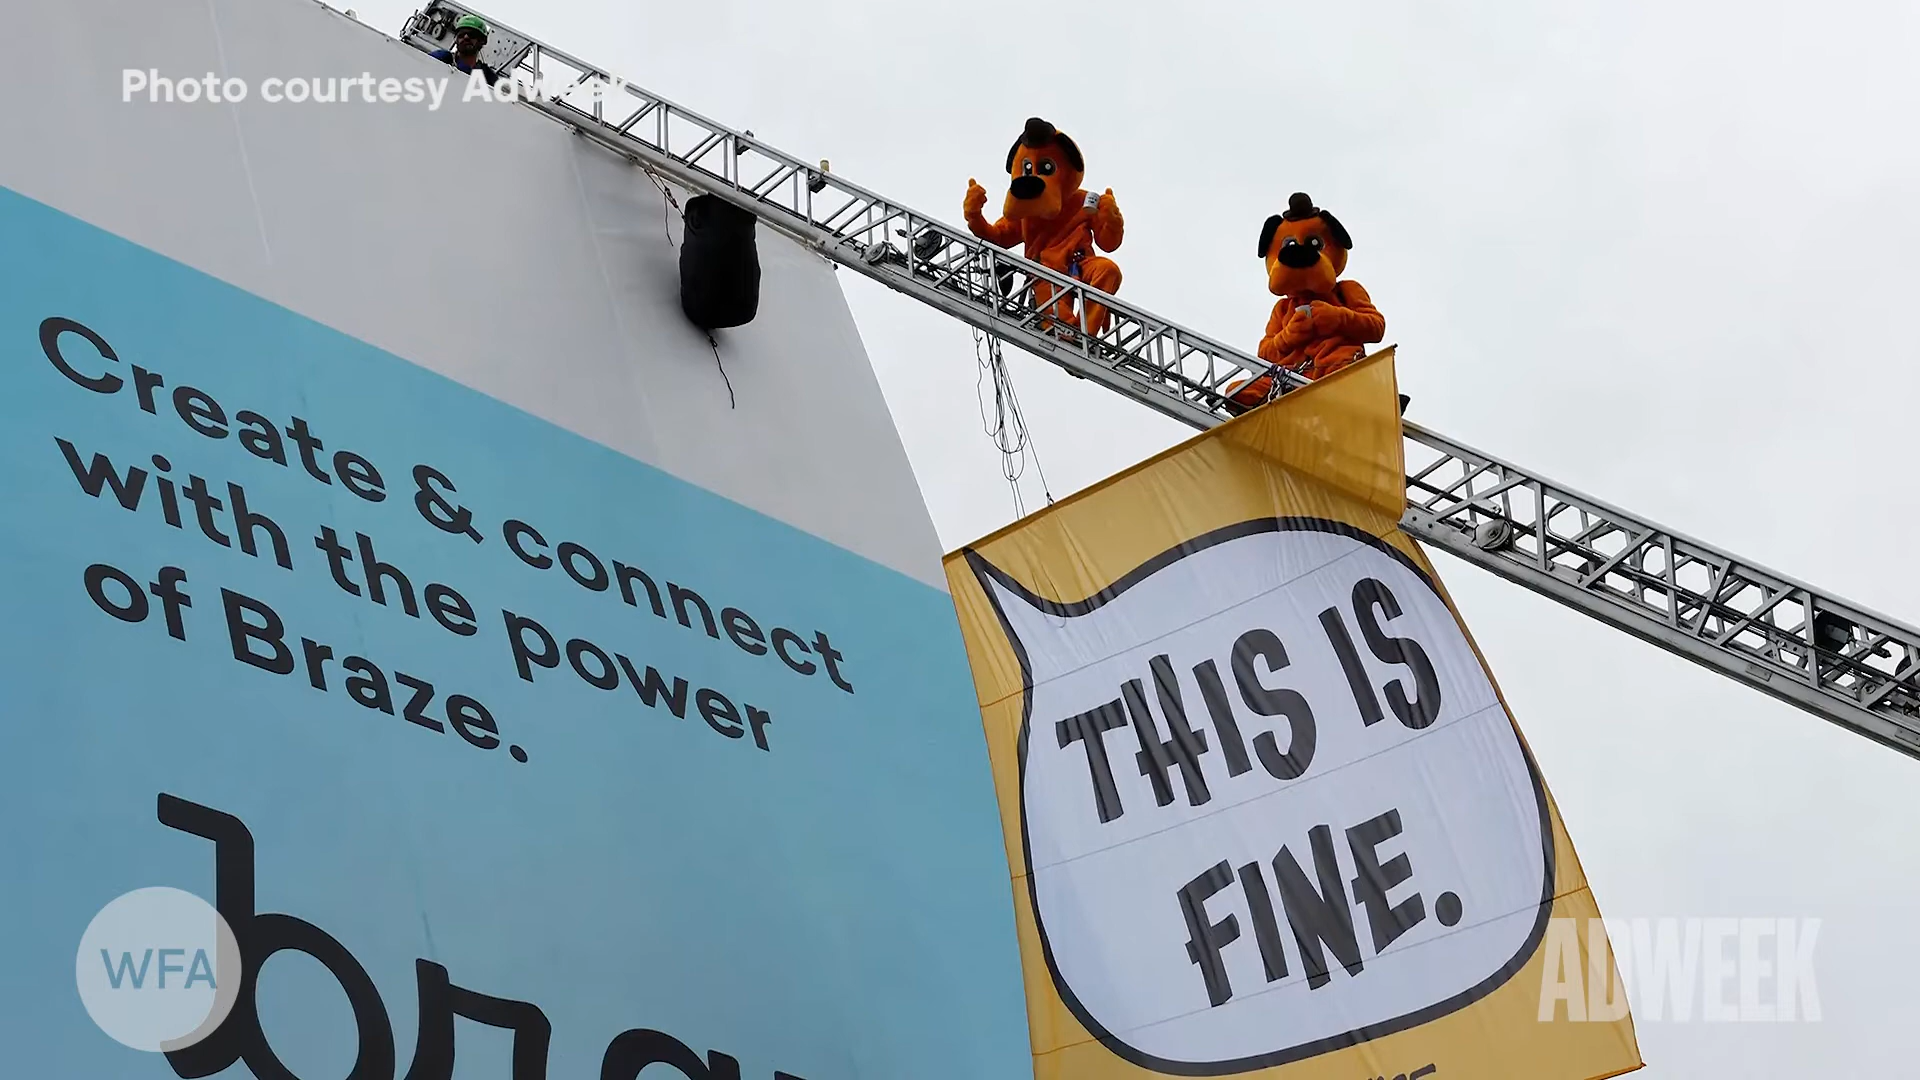 Photo courtesy Adweek
Create & connect
with the power
of Braze.
THIS IS
FINE.
WFA
ADWEEK